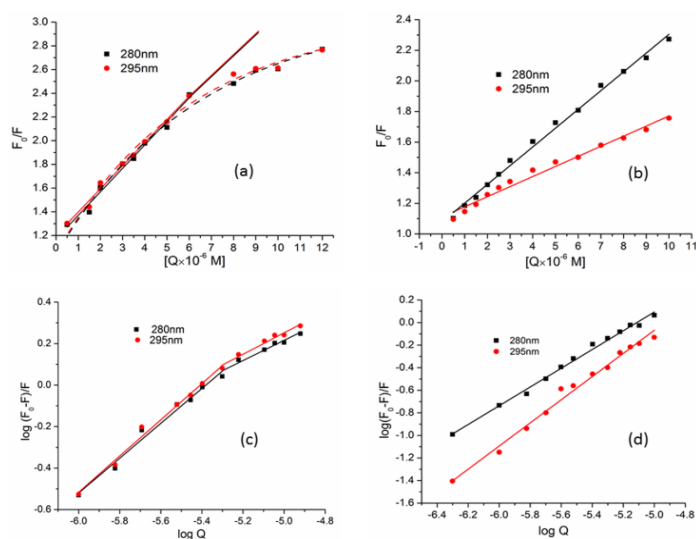 3.0
2.8
2.6
2.4
2.2
2.0
1.8
1.6
1.4
1.2
F₀/F
280nm
295nm
(a)
0 1 2 3 4 5 6 7 8 9 10 11 12 13
[Q×10⁻⁶ M]
2.4
2.2
2.0
1.8
1.6
1.4
1.2
1.0
F₀/F
280nm
295nm
(b)
-1 0 1 2 3 4 5 6 7 8 9 10 11
[Q×10⁻⁶ M]
0.4
0.2
0.0
-0.2
-0.4
-0.6
log (F₀-F)/F
280nm
295nm
(c)
-6.0 -5.8 -5.6 -5.4 -5.2 -5.0 -4.8
log Q
0.4
0.2
0.0
-0.2
-0.4
-0.6
-0.8
-1.0
-1.2
-1.4
-1.6
log(F₀-F)/F
280nm
295nm
(d)
-6.4 -6.2 -6.0 -5.8 -5.6 -5.4 -5.2 -5.0 -4.8
log Q